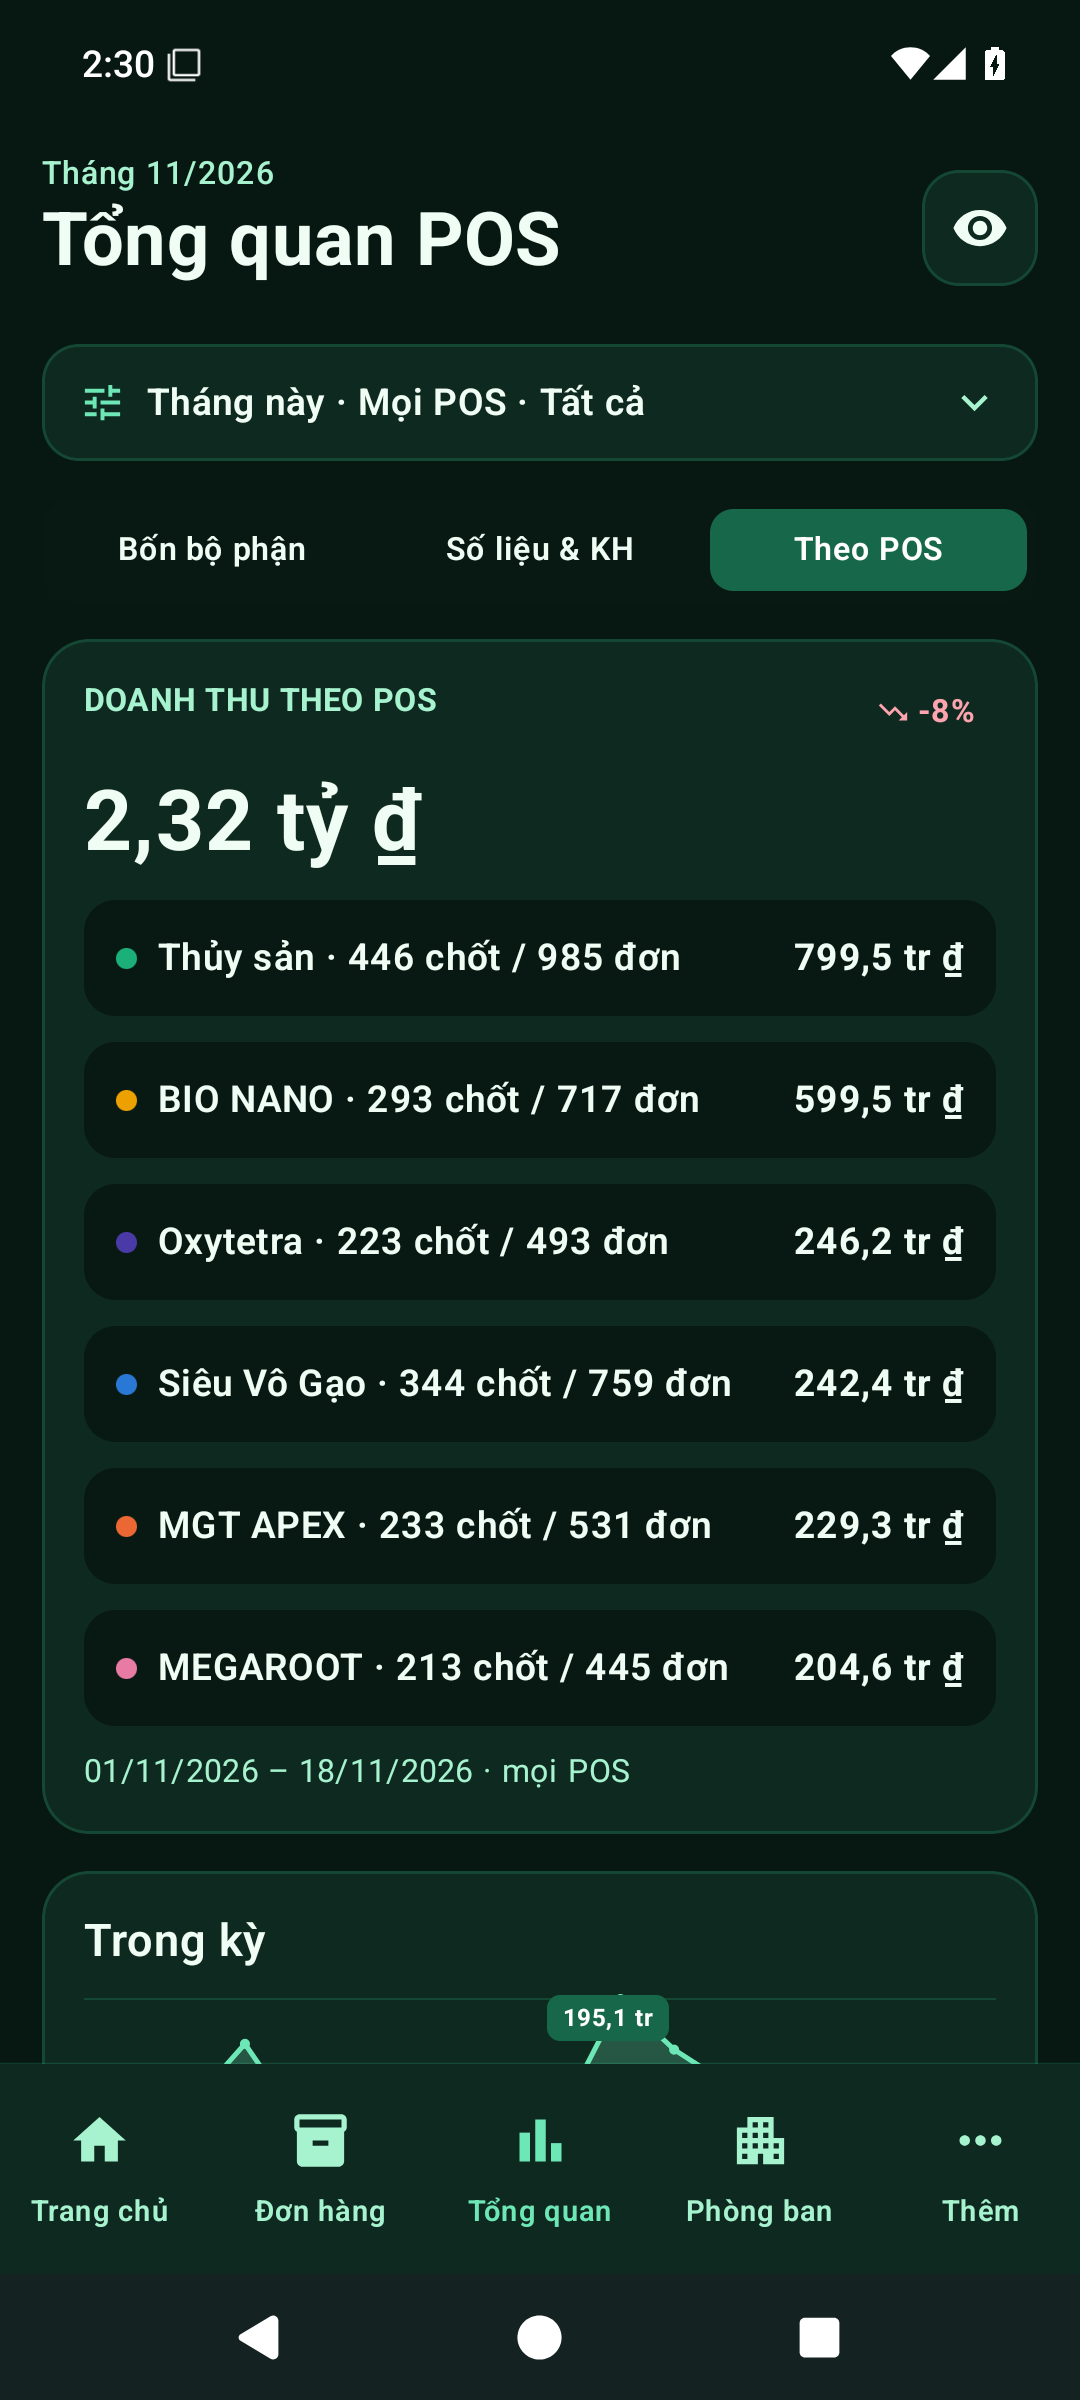 2:30
Tháng 11/2026
Tổng quan POS
Tháng này · Mọi POS · Tất cả
Bốn bộ phận
Số liệu & KH
Theo POS
DOANH THU THEO POS
-8%
2,32 tỷ ₫
Thủy sản · 446 chốt / 985 đơn
799,5 tr ₫
BIO NANO · 293 chốt / 717 đơn
599,5 tr ₫
Oxytetra · 223 chốt / 493 đơn
246,2 tr ₫
Siêu Vô Gạo · 344 chốt / 759 đơn
242,4 tr ₫
MGT APEX · 233 chốt / 531 đơn
229,3 tr ₫
MEGAROOT · 213 chốt / 445 đơn
204,6 tr ₫
01/11/2026 – 18/11/2026 · mọi POS
Trong kỳ
195,1 tr
Trang chủ
Đơn hàng
Tổng quan
Phòng ban
Thêm